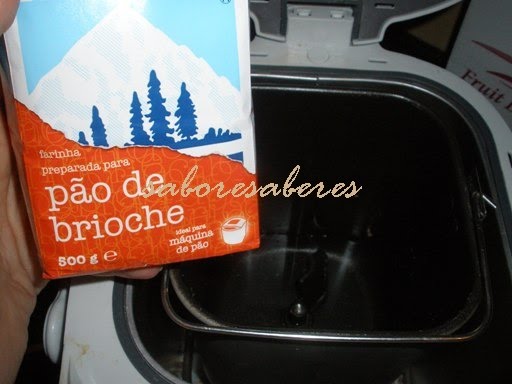 ®
farinha
preparada para
pão de
brioche
saboresaberes
ideal para
máquina
de pão
500 g e
Fruit